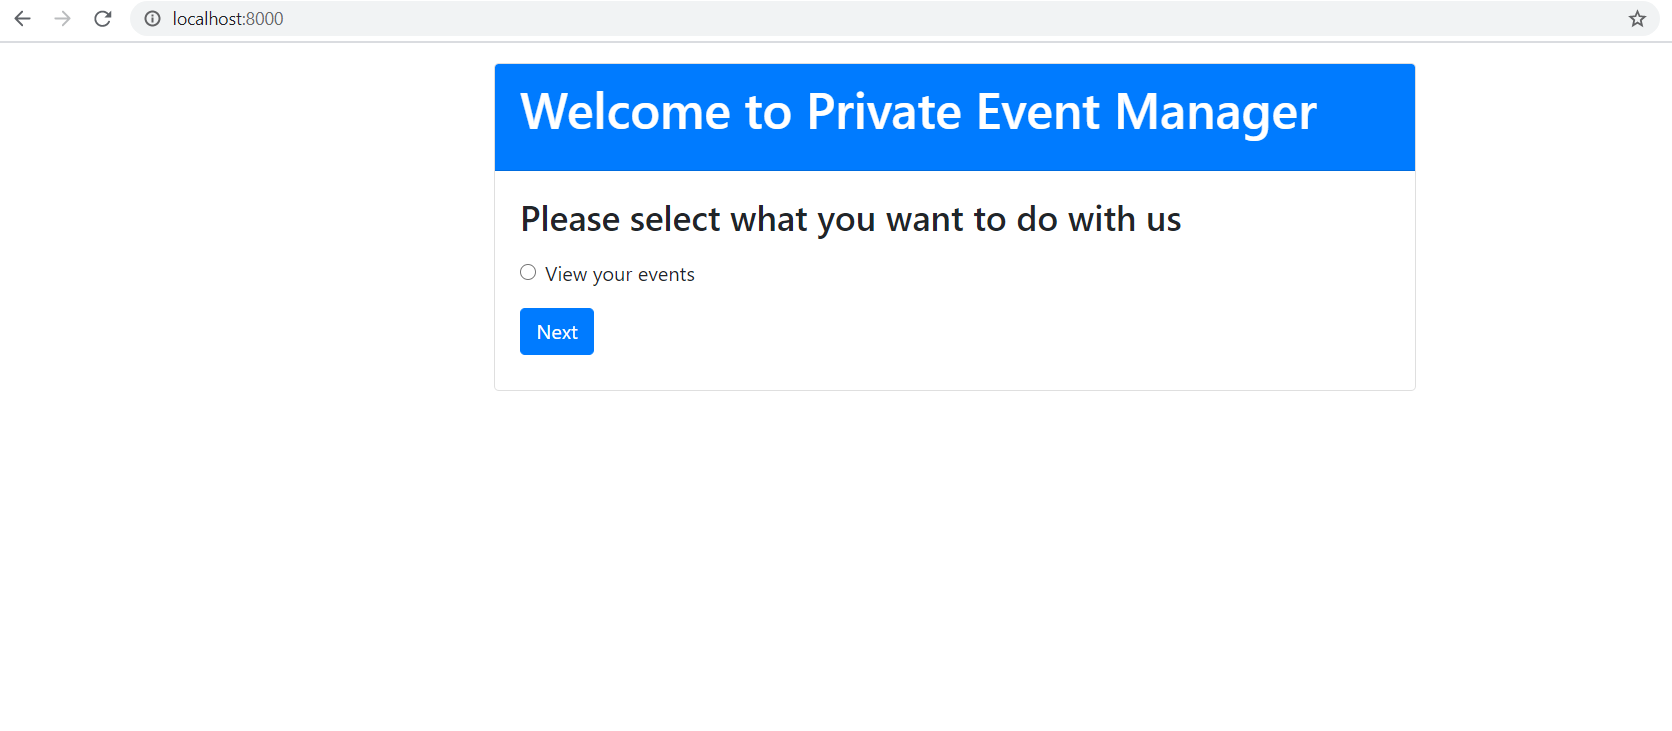 localhost:8000
Welcome to Private Event Manager
Please select what you want to do with us
View your events
Next